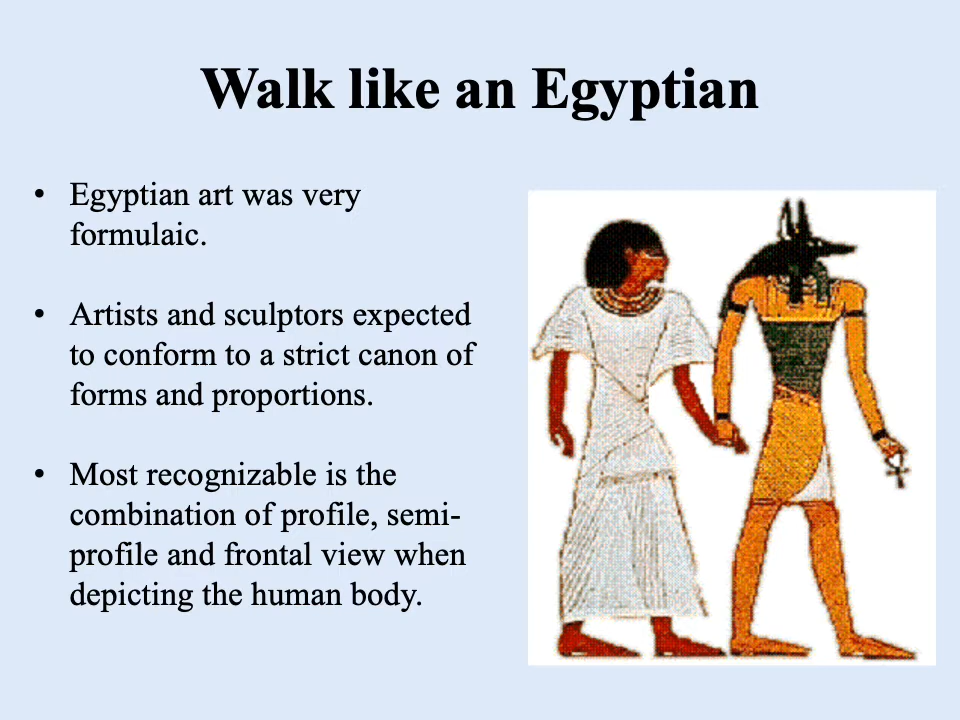 Walk like an Egyptian
• Egyptian art was very
formulaic.
• Artists and sculptors expected
to conform to a strict canon of
forms and proportions.
• Most recognizable is the
combination of profile, semi-
profile and frontal view when
depicting the human body.